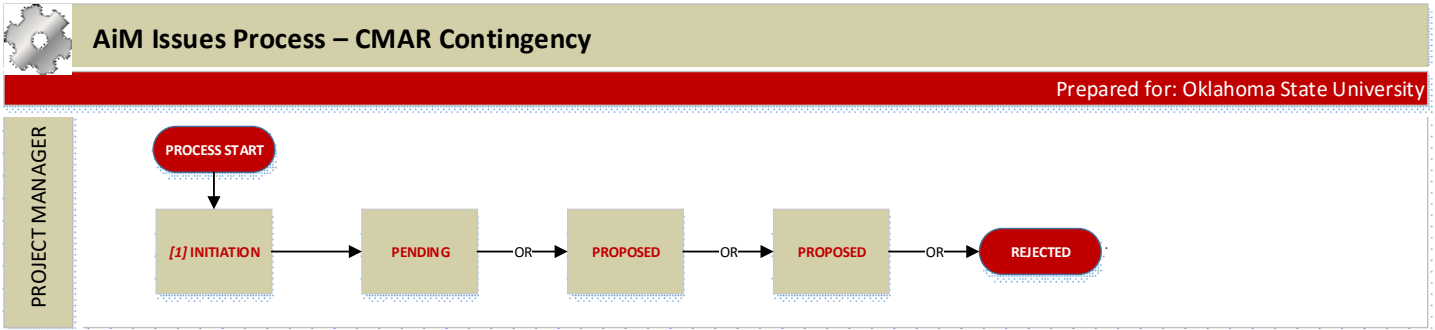 AiM Issues Process – CMAR Contingency
Prepared for: Oklahoma State University
PROJECT MANAGER
PROCESS START
[1] INITIATION
PENDING
OR
PROPOSED
OR
PROPOSED
OR
REJECTED